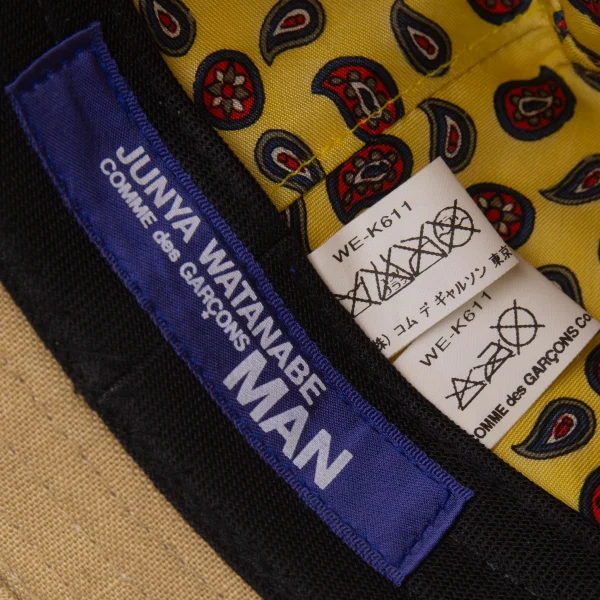 JUNYA WATANABE
COMME des GARÇONS
MAN
WE-K611
㈱ コム デ ギャルソン 東京
WE-K611
COMME des GARÇONS Co